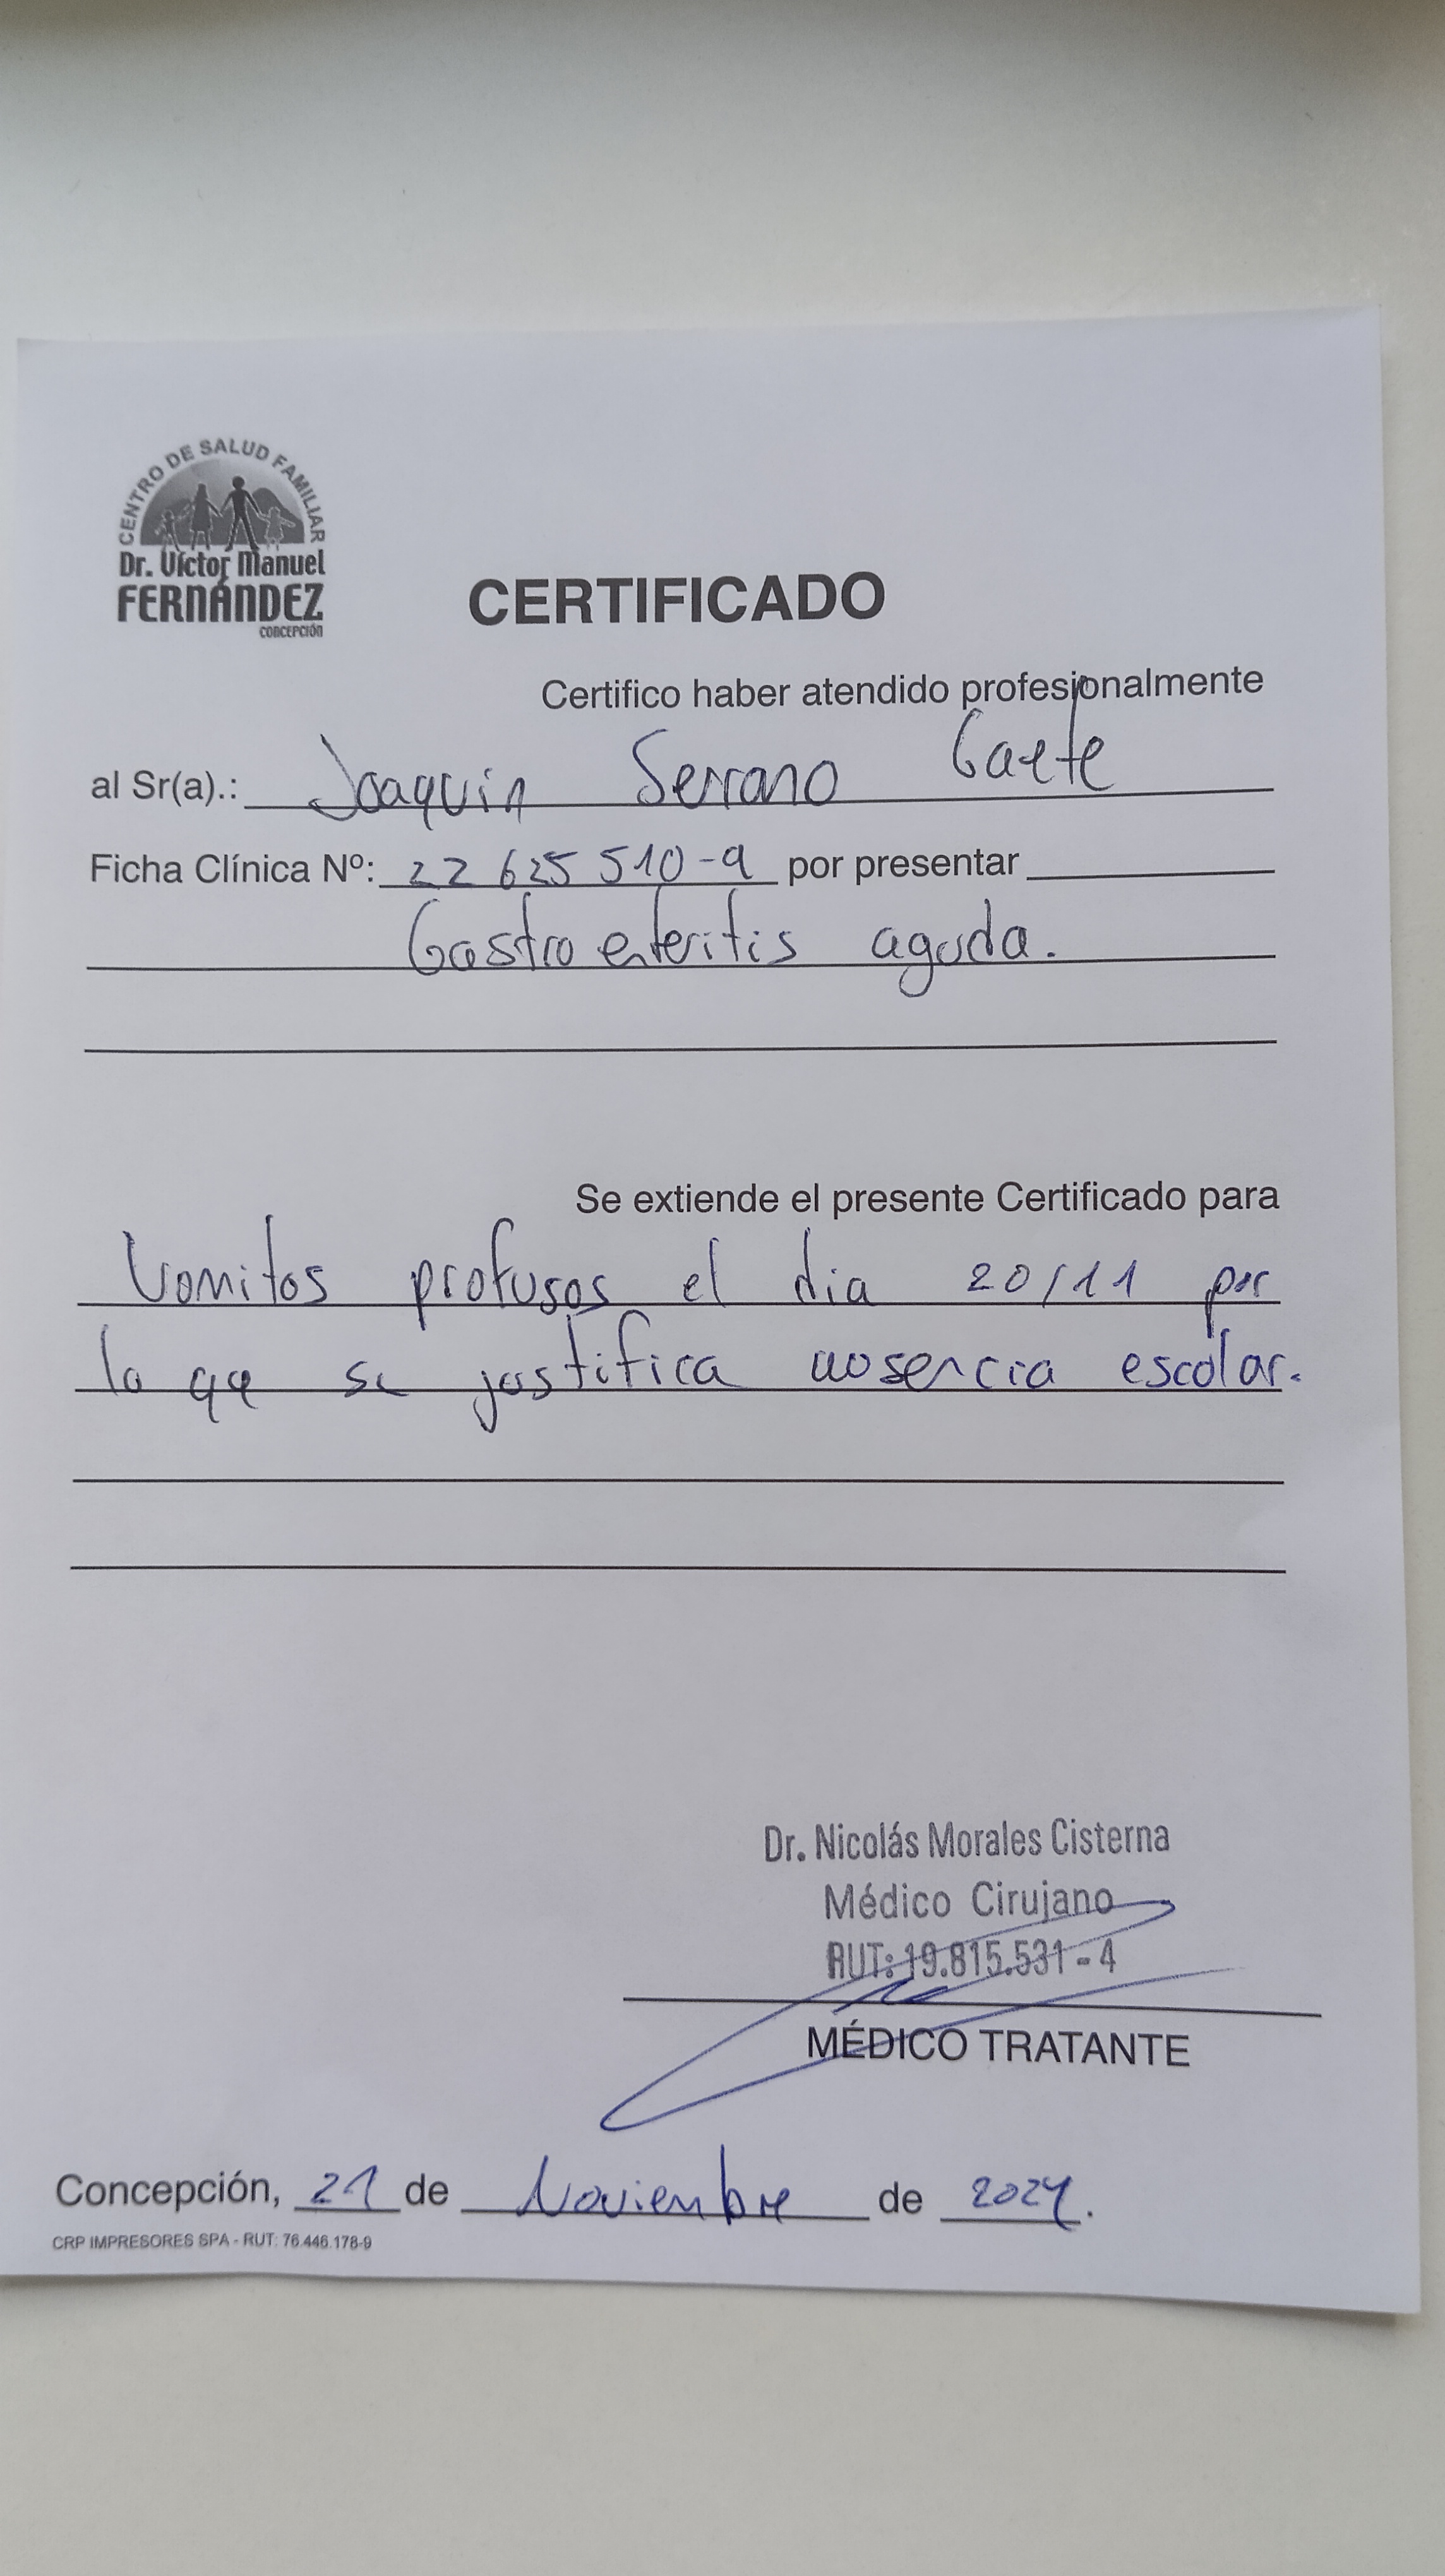 CENTRO DE SALUD FAMILIAR
Dr. Víctor Manuel
FERNÁNDEZ
CONCEPCIÓN
CERTIFICADO
Certifico haber atendido profesionalmente
al Sr(a).: Joaquin Serrano Gaete
Ficha Clínica Nº: 22 625 510-9 por presentar
Gastro enteritis aguda.
Se extiende el presente Certificado para
Vomitos profusos el dia 20/11 por
lo que se justifica ausencia escolar.
Dr. Nicolás Morales Cisterna
Médico Cirujano
RUT: 19.815.531-4
MÉDICO TRATANTE
Concepción, 21 de Noviembre de 2024.
CRP IMPRESORES SPA - RUT: 76.446.178-9